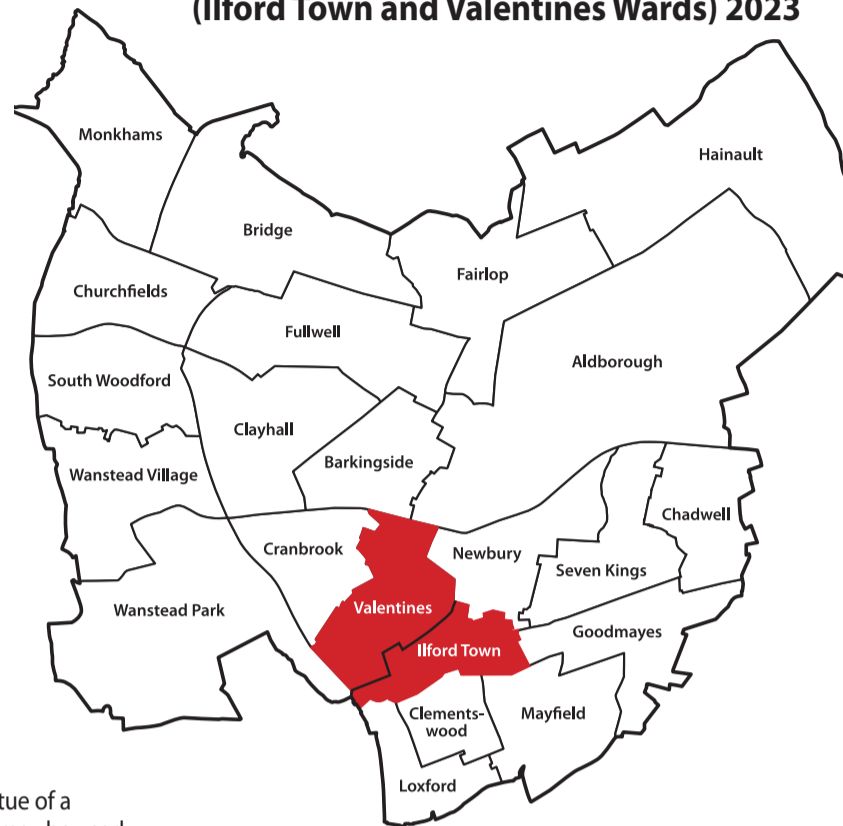 (Ilford Town and Valentines Wards) 2023
Monkhams
Hainault
Bridge
Fairlop
Churchfields
Fullwell
Aldborough
South Woodford
Clayhall
Barkingside
Wanstead Village
Chadwell
Cranbrook
Newbury
Seven Kings
Valentines
Wanstead Park
Goodmayes
Ilford Town
Clements-
wood
Mayfield
Loxford
tue of a